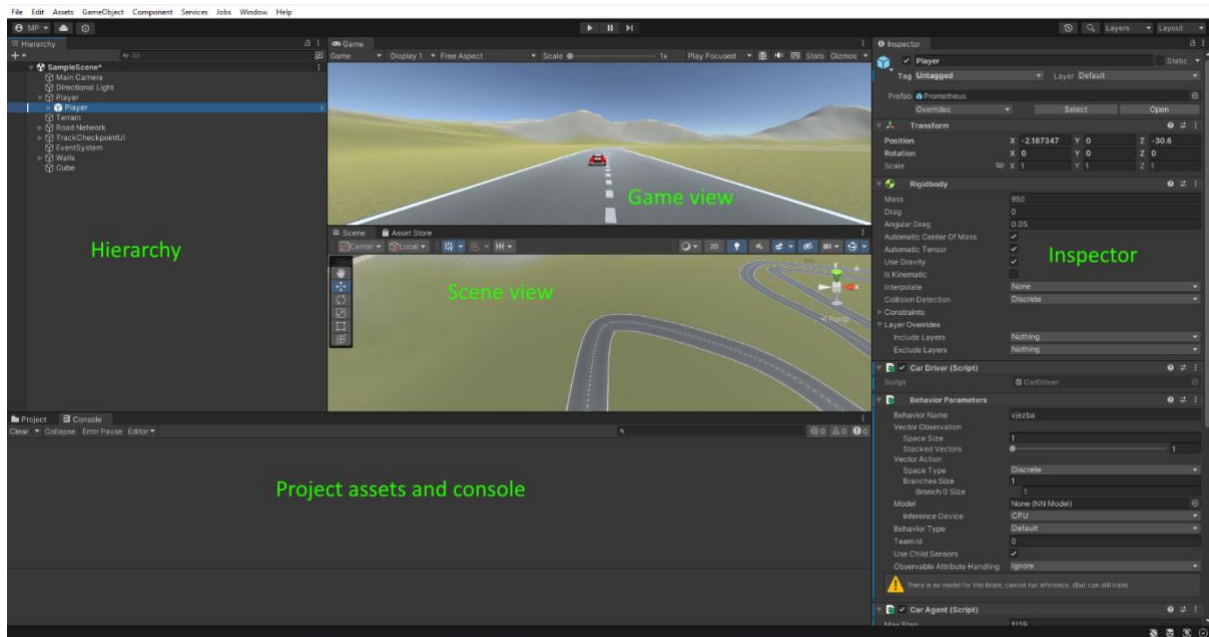 File Edit Assets GameObject Component Services Jobs Window Help
MP
Layers Layout
Hierarchy
All
SampleScene*
Main Camera
Directional Light
Player
Player
Terrain
Road Network
TrackCheckpointUI
EventSystem
Walls
Cube
Hierarchy
Game
Game Display 1 Free Aspect Scale 1x Play Focused Stats Gizmos
Game view
Scene Asset Store
Center Local 2D
Persp
Scene view
Project Console
Clear Collapse Error Pause Editor 0 0 0
Project assets and console
Inspector
Player Static
Tag Untagged Layer Default
Prefab Prometheus
Overrides Select Open
Transform
Position X -2.187347 Y 0 Z -30.6
Rotation X 0 Y 0 Z 0
Scale X 1 Y 1 Z 1
Rigidbody
Mass 950
Drag 0
Angular Drag 0.05
Automatic Center Of Mass
Automatic Tensor
Inspector
Use Gravity
Is Kinematic
Interpolate None
Collision Detection Discrete
Constraints
Layer Overrides
Include Layers Nothing
Exclude Layers Nothing
Car Driver (Script)
Script CarDriver
Behavior Parameters
Behavior Name vjezba
Vector Observation
Space Size 1
Stacked Vectors 1
Vector Action
Space Type Discrete
Branches Size 1
Branch 0 Size 1
Model None (NN Model)
Inference Device CPU
Behavior Type Default
Team Id 0
Use Child Sensors
Observable Attribute Handling Ignore
There is no model for this Brain; cannot run inference. (But can still train)
Car Agent (Script)
Max Step 1119